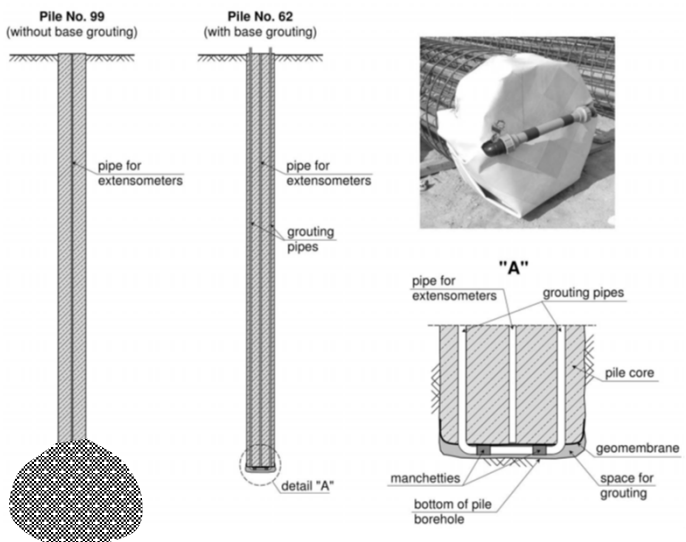 Pile No. 99
(without base grouting)
Pile No. 62
(with base grouting)
pipe for
extensometers
pipe for
extensometers
grouting
pipes
detail "A"
"A"
pipe for
extensometers
grouting pipes
pile core
geomembrane
manchetties
space for
grouting
bottom of pile
borehole